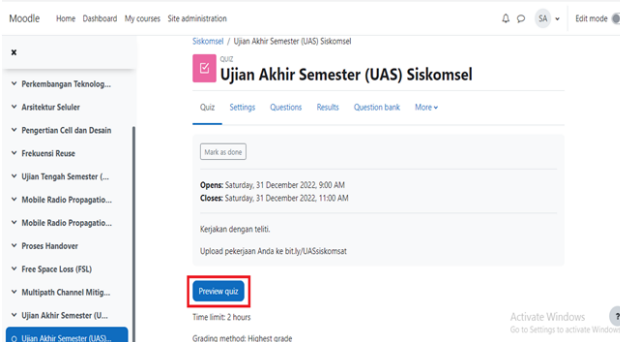 Moodle Home Dashboard My courses Site administration SA Edit mode
Siskomsel / Ujian Akhir Semester (UAS) Siskomsel
QUIZ
Ujian Akhir Semester (UAS) Siskomsel
Quiz Settings Questions Results Question bank More
Mark as done
Opens: Saturday, 31 December 2022, 9:00 AM
Closes: Saturday, 31 December 2022, 11:00 AM
Kerjakan dengan teliti.
Upload pekerjaan Anda ke bit.ly/UASsiskomsat
Preview quiz
Time limit: 2 hours
Grading method: Highest grade
x
Perkembangan Teknolog...
Arsitektur Seluler
Pengertian Cell dan Desain
Frekuensi Reuse
Ujian Tengah Semester (...
Mobile Radio Propagatio...
Mobile Radio Propagatio...
Proses Handover
Free Space Loss (FSL)
Multipath Channel Mitig...
Ujian Akhir Semester (U...
Ujian Akhir Semester (UAS)...
Activate Windows
Go to Settings to activate Windows
?